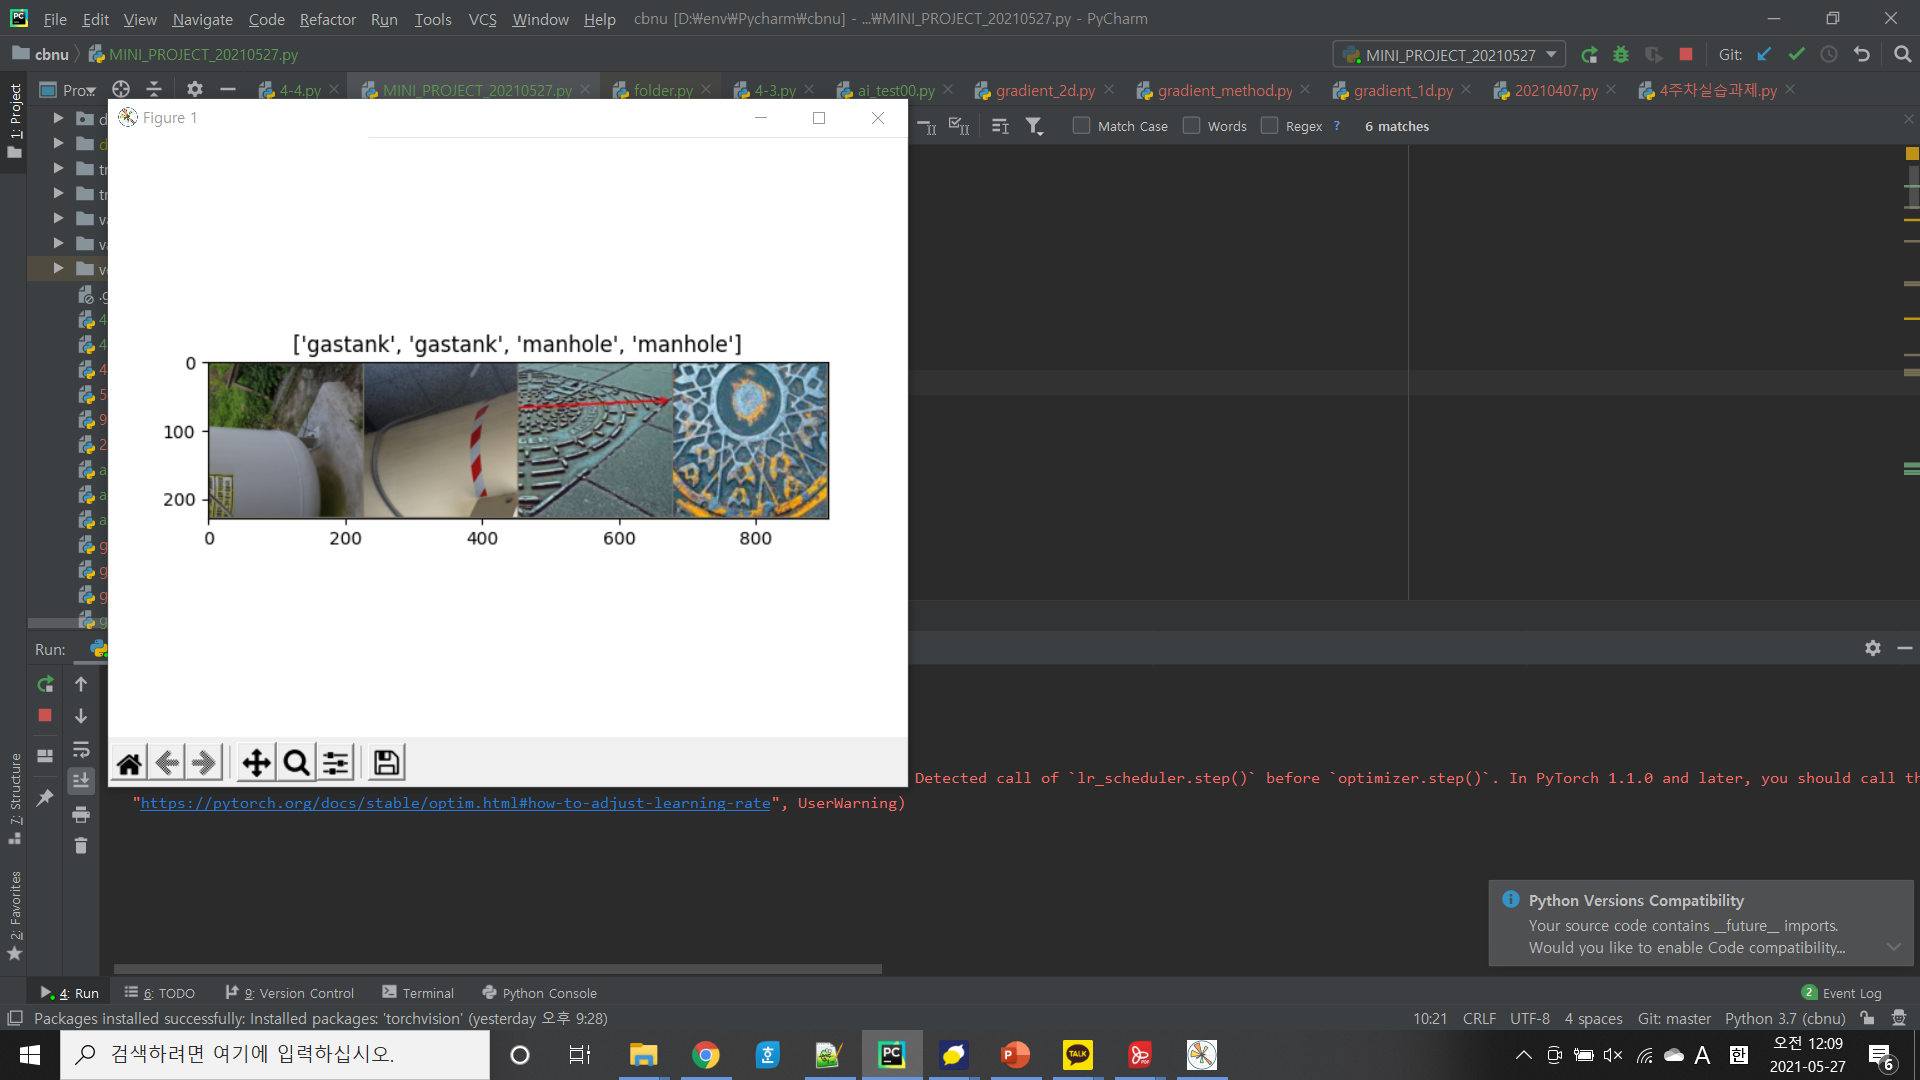 File Edit View Navigate Code Refactor Run Tools VCS Window Help cbnu [D:₩env₩Pycharm₩cbnu] - ...₩MINI_PROJECT_20210527.py - PyCharm
cbnu MINI_PROJECT_20210527.py
MINI_PROJECT_20210527 Git:
1: Project
Pro... 4-4.py MINI_PROJECT_20210527.py folder.py 4-3.py ai_test00.py gradient_2d.py gradient_method.py gradient_1d.py 20210407.py 4주차실습과제.py
Figure 1
Match Case Words Regex ? 6 matches
['gastank', 'gastank', 'manhole', 'manhole']
0
100
200
0 200 400 600 800
Run:
Detected call of `lr_scheduler.step()` before `optimizer.step()`. In PyTorch 1.1.0 and later, you should call th
"https://pytorch.org/docs/stable/optim.html#how-to-adjust-learning-rate", UserWarning)
7: Structure
2: Favorites
Python Versions Compatibility
Your source code contains __future__ imports.
Would you like to enable Code compatibility...
4: Run 6: TODO 9: Version Control Terminal Python Console 2 Event Log
Packages installed successfully: Installed packages: 'torchvision' (yesterday 오후 9:28)
10:21 CRLF UTF-8 4 spaces Git: master Python 3.7 (cbnu)
검색하려면 여기에 입력하십시오.
A 한
오전 12:09
2021-05-27
6